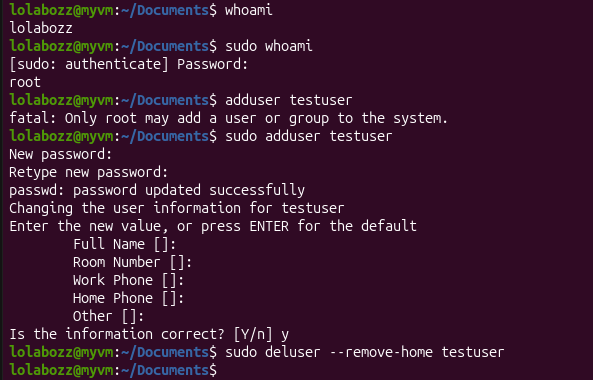 lolabozz@myvm:~/Documents$ whoami
lolabozz
lolabozz@myvm:~/Documents$ sudo whoami
[sudo: authenticate] Password:
root
lolabozz@myvm:~/Documents$ adduser testuser
fatal: Only root may add a user or group to the system.
lolabozz@myvm:~/Documents$ sudo adduser testuser
New password:
Retype new password:
passwd: password updated successfully
Changing the user information for testuser
Enter the new value, or press ENTER for the default
        Full Name []:
        Room Number []:
        Work Phone []:
        Home Phone []:
        Other []:
Is the information correct? [Y/n] y
lolabozz@myvm:~/Documents$ sudo deluser --remove-home testuser
lolabozz@myvm:~/Documents$